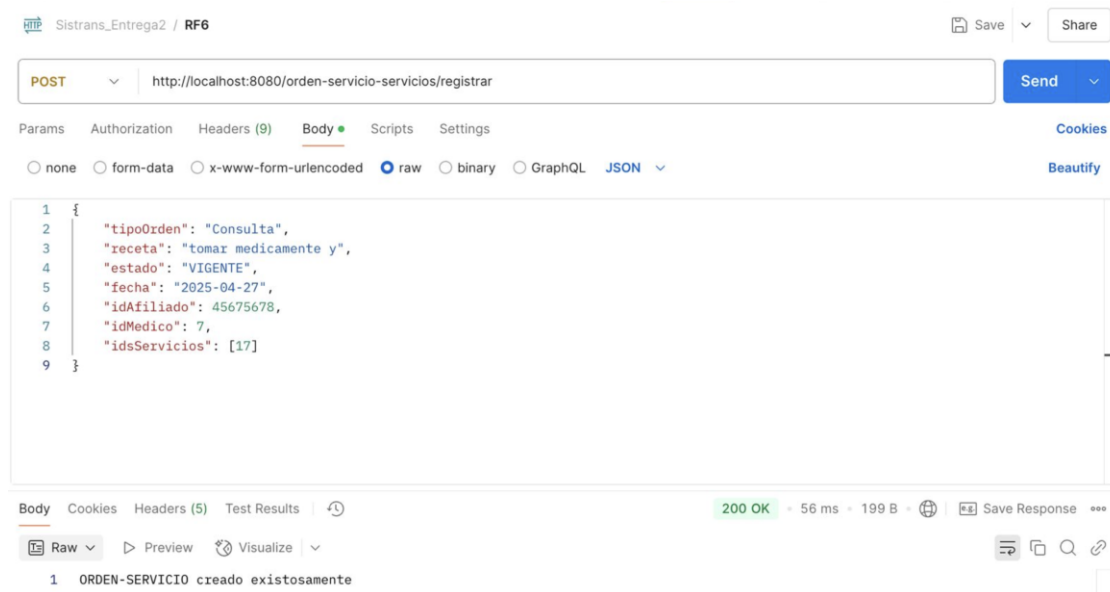 HTTP Sistrans_Entrega2 / RF6 Save Share
POST http://localhost:8080/orden-servicio-servicios/registrar Send
Params Authorization Headers (9) Body Scripts Settings Cookies
none form-data x-www-form-urlencoded raw binary GraphQL JSON Beautify
1 {
2 "tipoOrden": "Consulta",
3 "receta": "tomar medicamente y",
4 "estado": "VIGENTE",
5 "fecha": "2025-04-27",
6 "idAfiliado": 45675678,
7 "idMedico": 7,
8 "idsServicios": [17]
9 }
Body Cookies Headers (5) Test Results 200 OK 56 ms 199 B e.g. Save Response
Raw Preview Visualize
1 ORDEN-SERVICIO creado existosamente